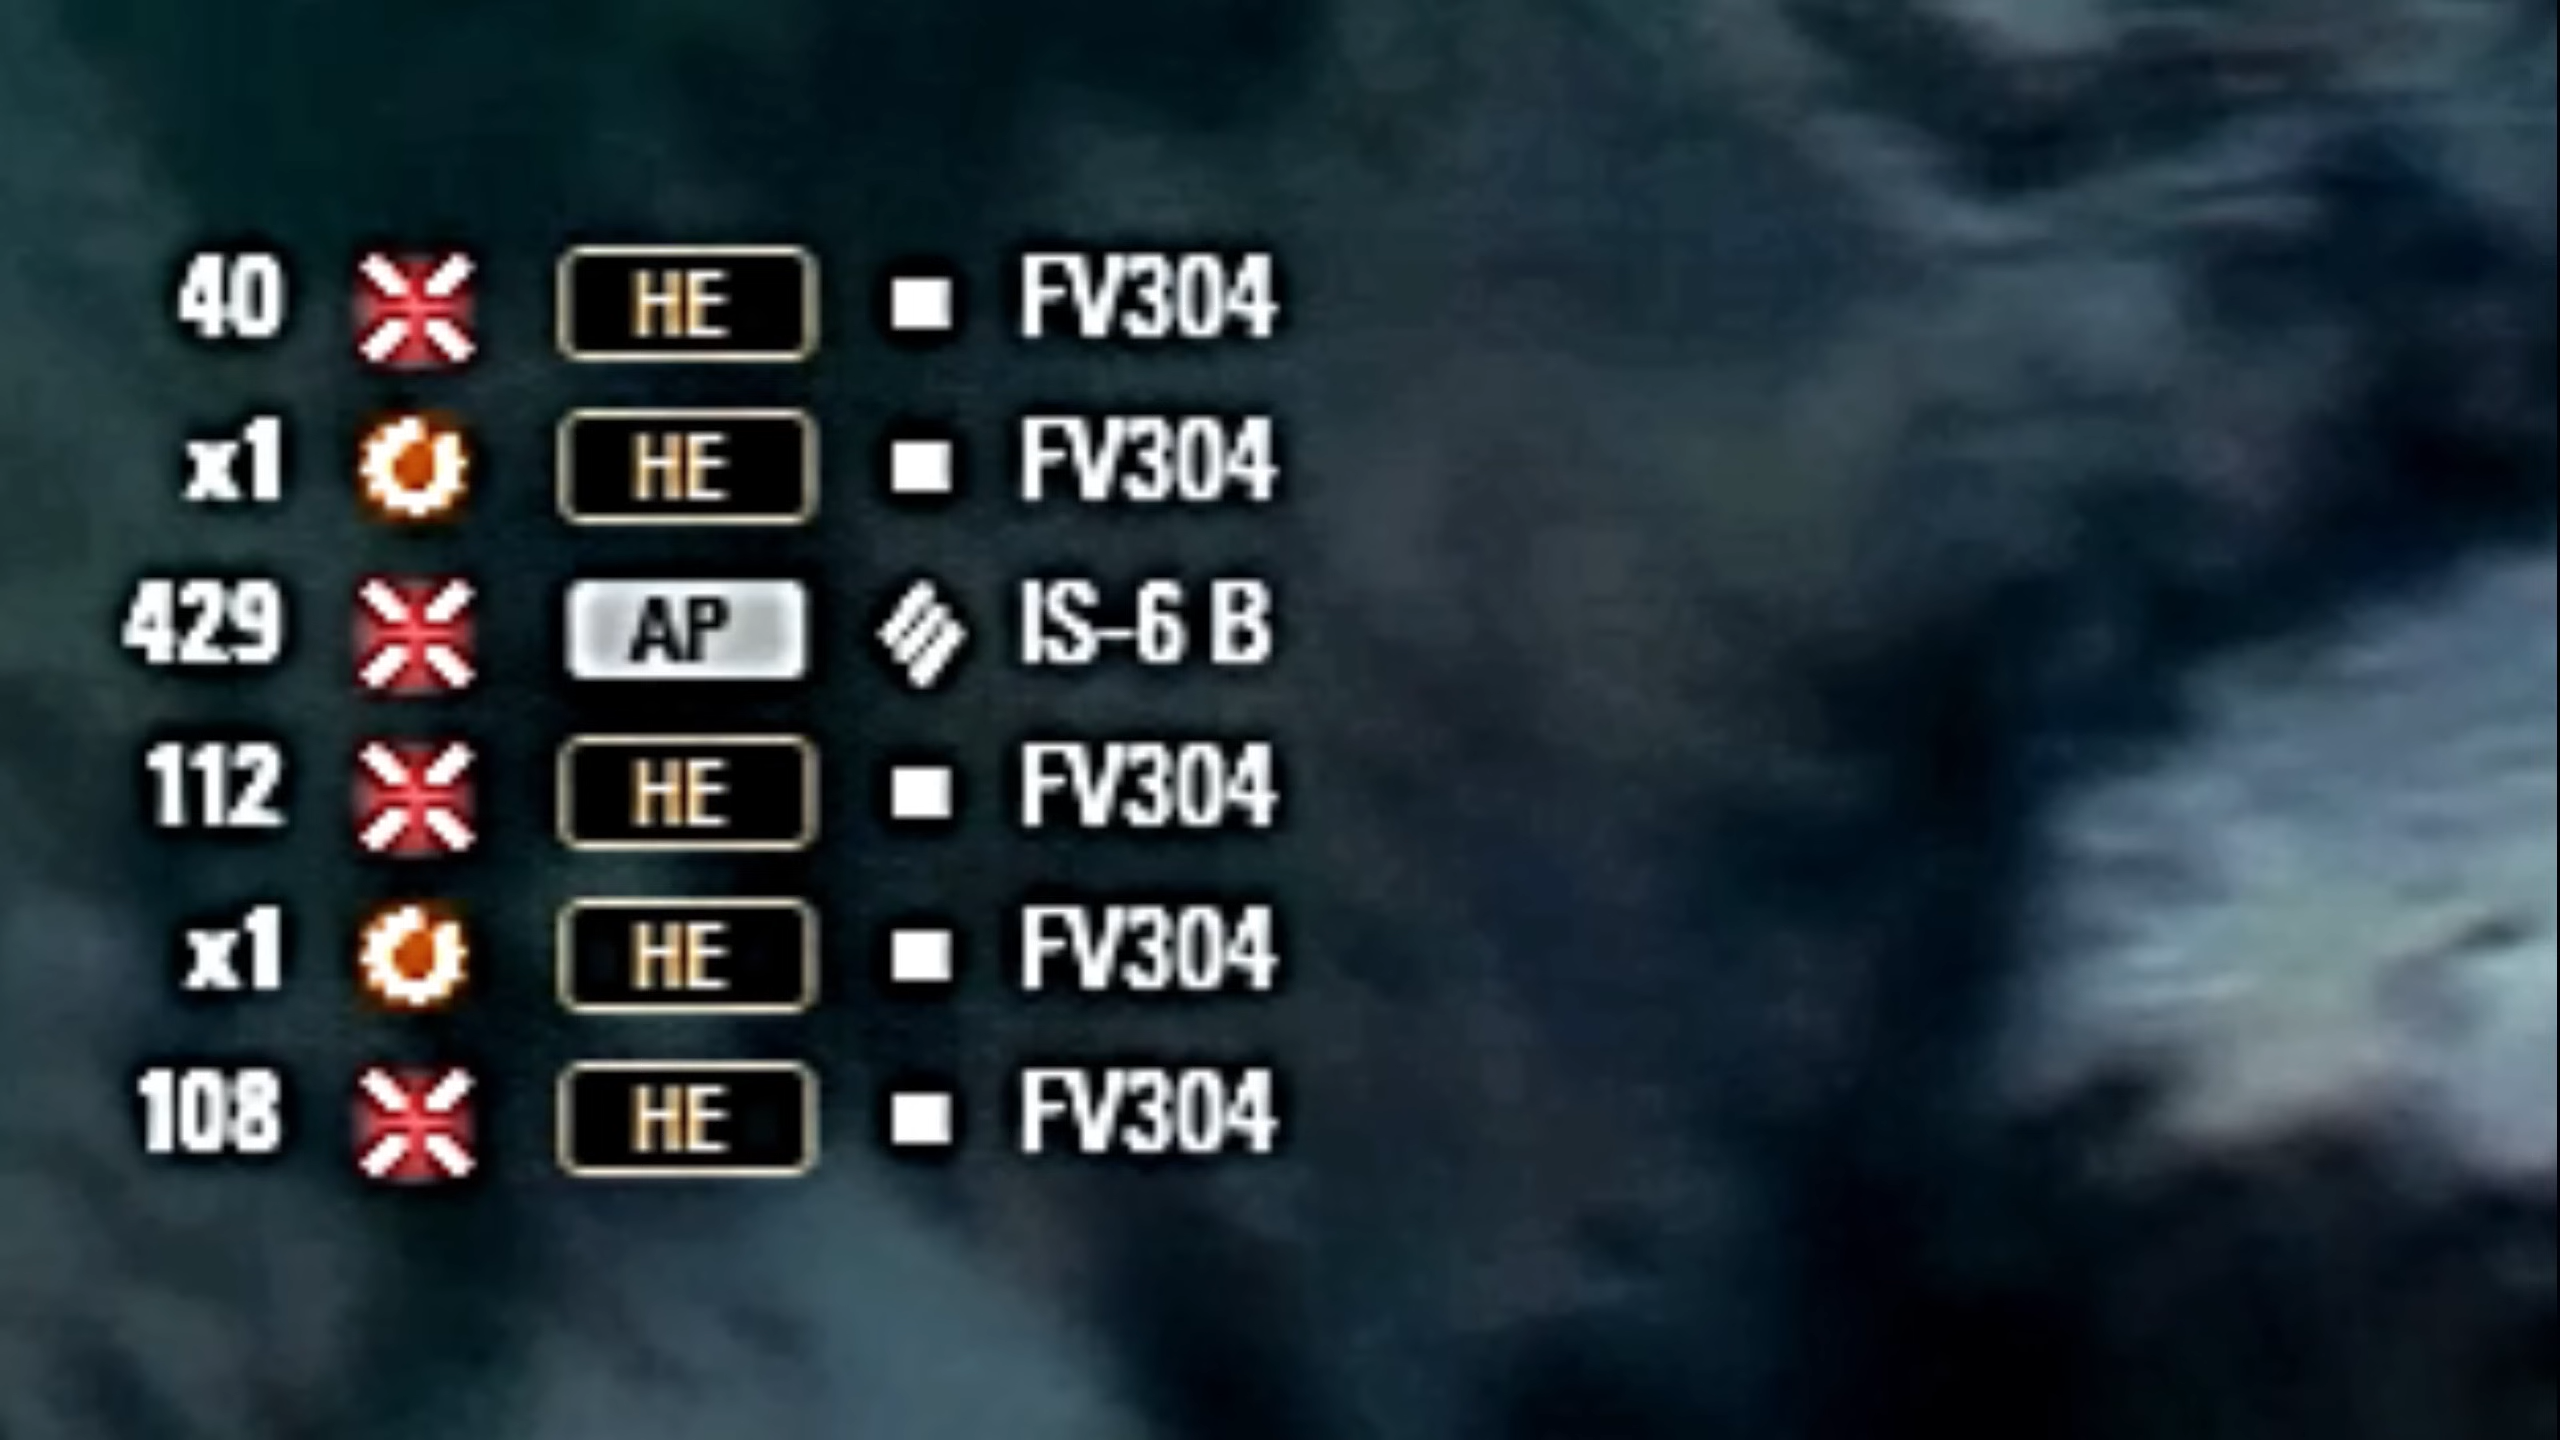 40 HE FV304
x1 HE FV304
429 AP IS-6 B
112 HE FV304
x1 HE FV304
108 HE FV304